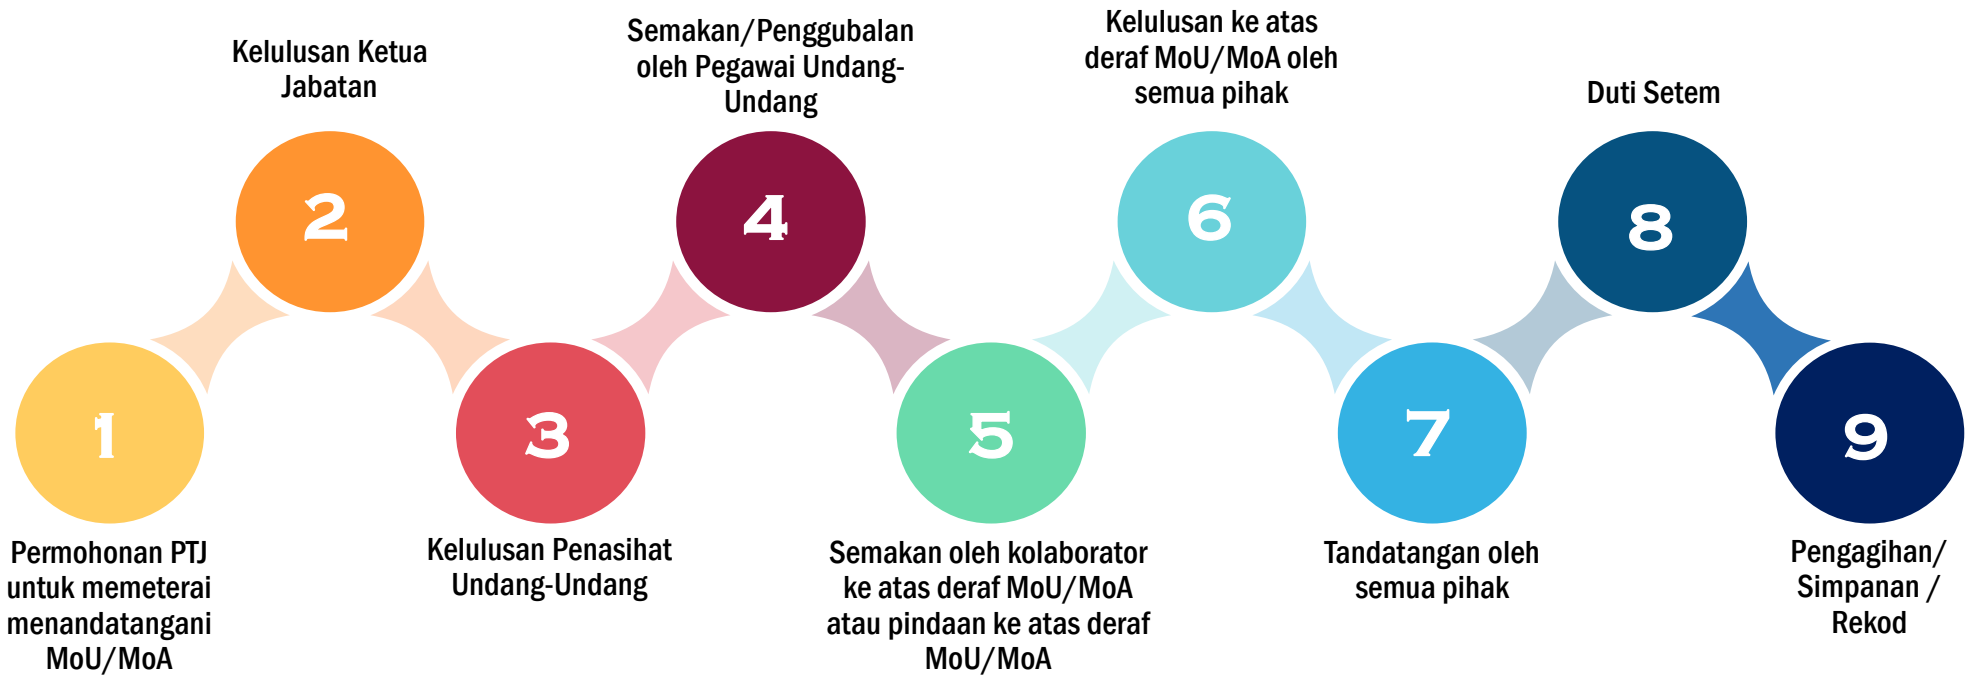 1
Permohonan PTJ
untuk memeterai
menandatangani
MoU/MoA
Kelulusan Ketua
Jabatan
2
3
Kelulusan Penasihat
Undang-Undang
Semakan/Penggubalan
oleh Pegawai Undang-
Undang
4
5
Semakan oleh kolaborator
ke atas deraf MoU/MoA
atau pindaan ke atas deraf
MoU/MoA
Kelulusan ke atas
deraf MoU/MoA oleh
semua pihak
6
7
Tandatangan oleh
semua pihak
Duti Setem
8
9
Pengagihan/
Simpanan /
Rekod